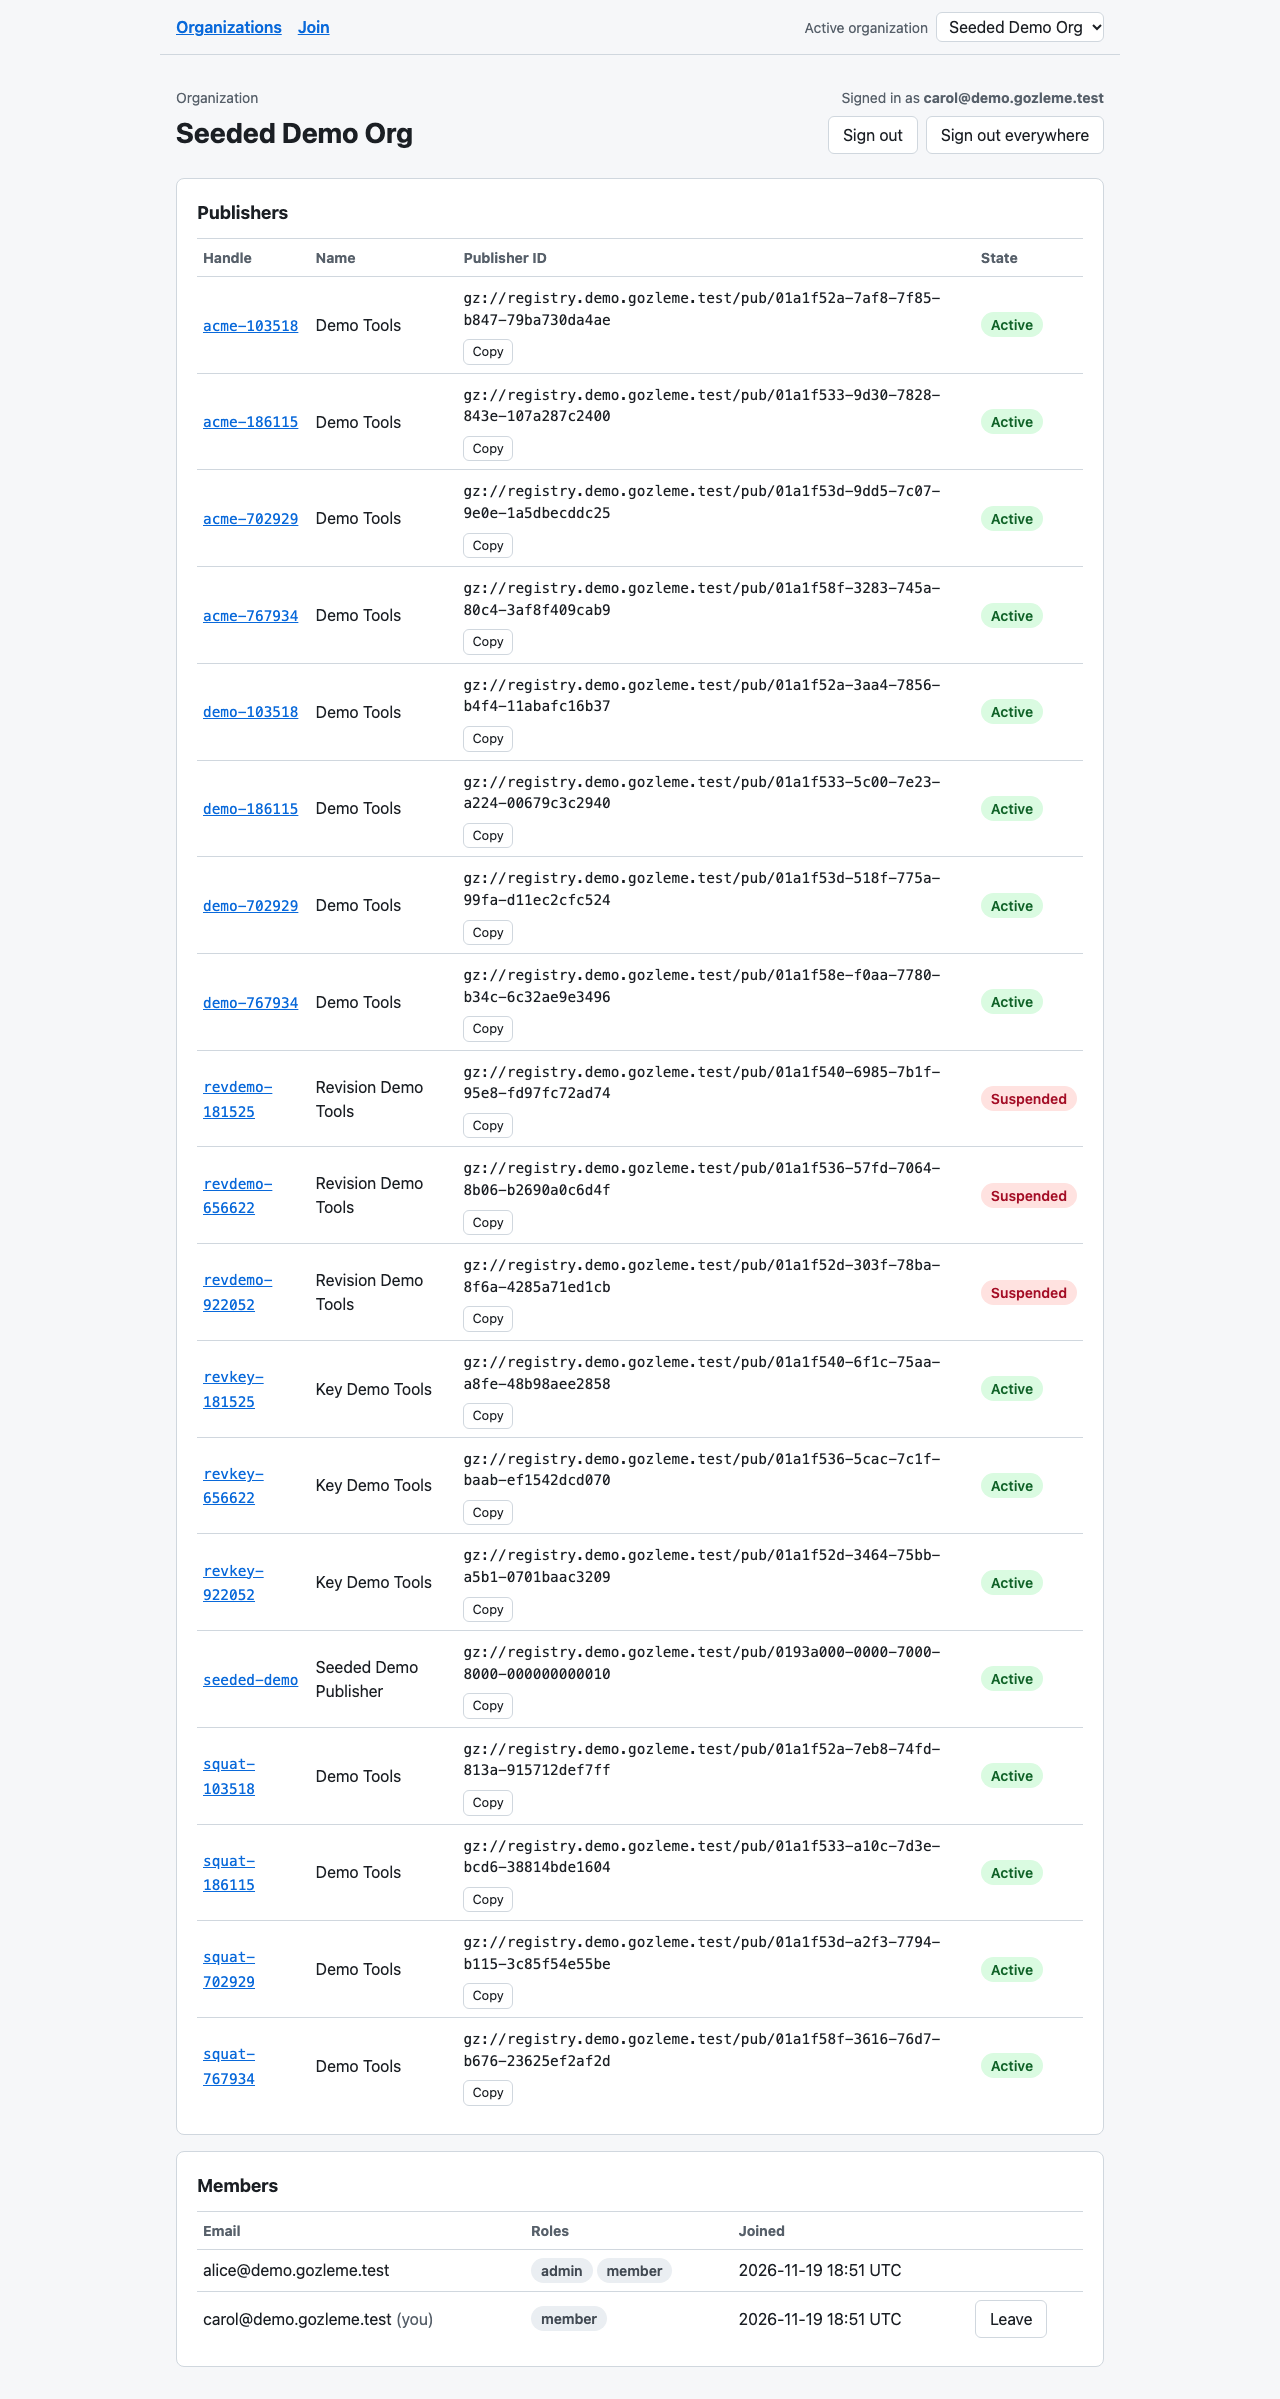 Organizations Join Active organization Seeded Demo Org
Organization Signed in as carol@demo.gozleme.test
Seeded Demo Org Sign out Sign out everywhere
Publishers
Handle Name Publisher ID State
gz://registry.demo.gozleme.test/pub/01a1f52a-7af8-7f85-
acme-103518 Demo Tools b847-79ba730da4ae Active
Copy
gz://registry.demo.gozleme.test/pub/01a1f533-9d30-7828-
acme-186115 Demo Tools 843e-107a287c2400 Active
Copy
gz://registry.demo.gozleme.test/pub/01a1f53d-9dd5-7c07-
acme-702929 Demo Tools 9e0e-1a5dbecddc25 Active
Copy
gz://registry.demo.gozleme.test/pub/01a1f58f-3283-745a-
acme-767934 Demo Tools 80c4-3af8f409cab9 Active
Copy
gz://registry.demo.gozleme.test/pub/01a1f52a-3aa4-7856-
demo-103518 Demo Tools b4f4-11abafc16b37 Active
Copy
gz://registry.demo.gozleme.test/pub/01a1f533-5c00-7e23-
demo-186115 Demo Tools a224-00679c3c2940 Active
Copy
gz://registry.demo.gozleme.test/pub/01a1f53d-518f-775a-
demo-702929 Demo Tools 99fa-d11ec2cfc524 Active
Copy
gz://registry.demo.gozleme.test/pub/01a1f58e-f0aa-7780-
demo-767934 Demo Tools b34c-6c32ae9e3496 Active
Copy
gz://registry.demo.gozleme.test/pub/01a1f540-6985-7b1f-
revdemo- Revision Demo 95e8-fd97fc72ad74 Suspended
181525 Tools Copy
gz://registry.demo.gozleme.test/pub/01a1f536-57fd-7064-
revdemo- Revision Demo 8b06-b2690a0c6d4f Suspended
656622 Tools Copy
gz://registry.demo.gozleme.test/pub/01a1f52d-303f-78ba-
revdemo- Revision Demo 8f6a-4285a71ed1cb Suspended
922052 Tools Copy
gz://registry.demo.gozleme.test/pub/01a1f540-6f1c-75aa-
revkey- Key Demo Tools a8fe-48b98aee2858 Active
181525 Copy
gz://registry.demo.gozleme.test/pub/01a1f536-5cac-7c1f-
revkey- Key Demo Tools baab-ef1542dcd070 Active
656622 Copy
gz://registry.demo.gozleme.test/pub/01a1f52d-3464-75bb-
revkey- Key Demo Tools a5b1-0701baac3209 Active
922052 Copy
gz://registry.demo.gozleme.test/pub/0193a000-0000-7000-
seeded-demo Seeded Demo 8000-000000000010 Active
Publisher Copy
gz://registry.demo.gozleme.test/pub/01a1f52a-7eb8-74fd-
squat- Demo Tools 813a-915712def7ff Active
103518 Copy
gz://registry.demo.gozleme.test/pub/01a1f533-a10c-7d3e-
squat- Demo Tools bcd6-38814bde1604 Active
186115 Copy
gz://registry.demo.gozleme.test/pub/01a1f53d-a2f3-7794-
squat- Demo Tools b115-3c85f54e55be Active
702929 Copy
gz://registry.demo.gozleme.test/pub/01a1f58f-3616-76d7-
squat- Demo Tools b676-23625ef2af2d Active
767934 Copy
Members
Email Roles Joined
alice@demo.gozleme.test admin member 2026-11-19 18:51 UTC
carol@demo.gozleme.test (you) member 2026-11-19 18:51 UTC Leave